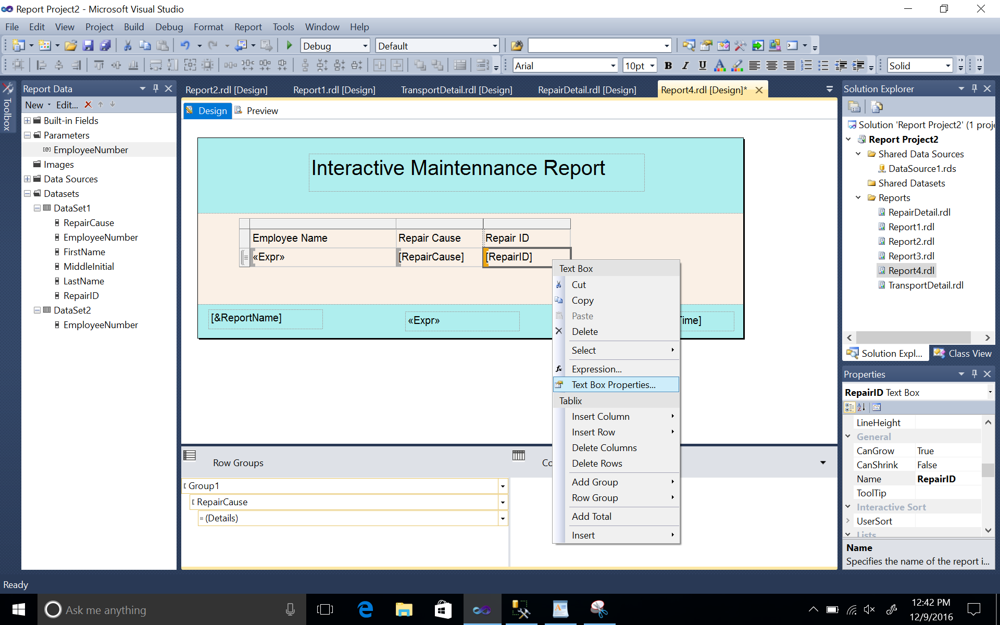 Report Project2 - Microsoft Visual Studio
File Edit View Project Build Debug Format Report Tools Window Help
Debug Default
Arial 10pt B I U Solid
Toolbox
Report Data
New Edit...
Built-in Fields
Parameters
EmployeeNumber
Images
Data Sources
Datasets
DataSet1
RepairCause
EmployeeNumber
FirstName
MiddleInitial
LastName
RepairID
DataSet2
EmployeeNumber
Report2.rdl [Design] Report1.rdl [Design] TransportDetail.rdl [Design] RepairDetail.rdl [Design] Report4.rdl [Design]*
Design Preview
Interactive Maintennance Report
Employee Name Repair Cause Repair ID
«Expr» [RepairCause] [RepairID]
[&ReportName] «Expr» ime]
Text Box
Cut
Copy
Paste
Delete
Select
fx Expression...
Text Box Properties...
Tablix
Insert Column
Insert Row
Delete Columns
Delete Rows
Add Group
Row Group
Add Total
Insert
Row Groups
Co
Group1
RepairCause
(Details)
Solution Explorer
Solution 'Report Project2' (1 proj
Report Project2
Shared Data Sources
DataSource1.rds
Shared Datasets
Reports
RepairDetail.rdl
Report1.rdl
Report2.rdl
Report3.rdl
Report4.rdl
TransportDetail.rdl
Solution Expl... Class View
Properties
RepairID Text Box
LineHeight
General
CanGrow True
CanShrink False
Name RepairID
ToolTip
Interactive Sort
UserSort
Lists
Name
Specifies the name of the report i...
Ready
Ask me anything
12:42 PM
12/9/2016